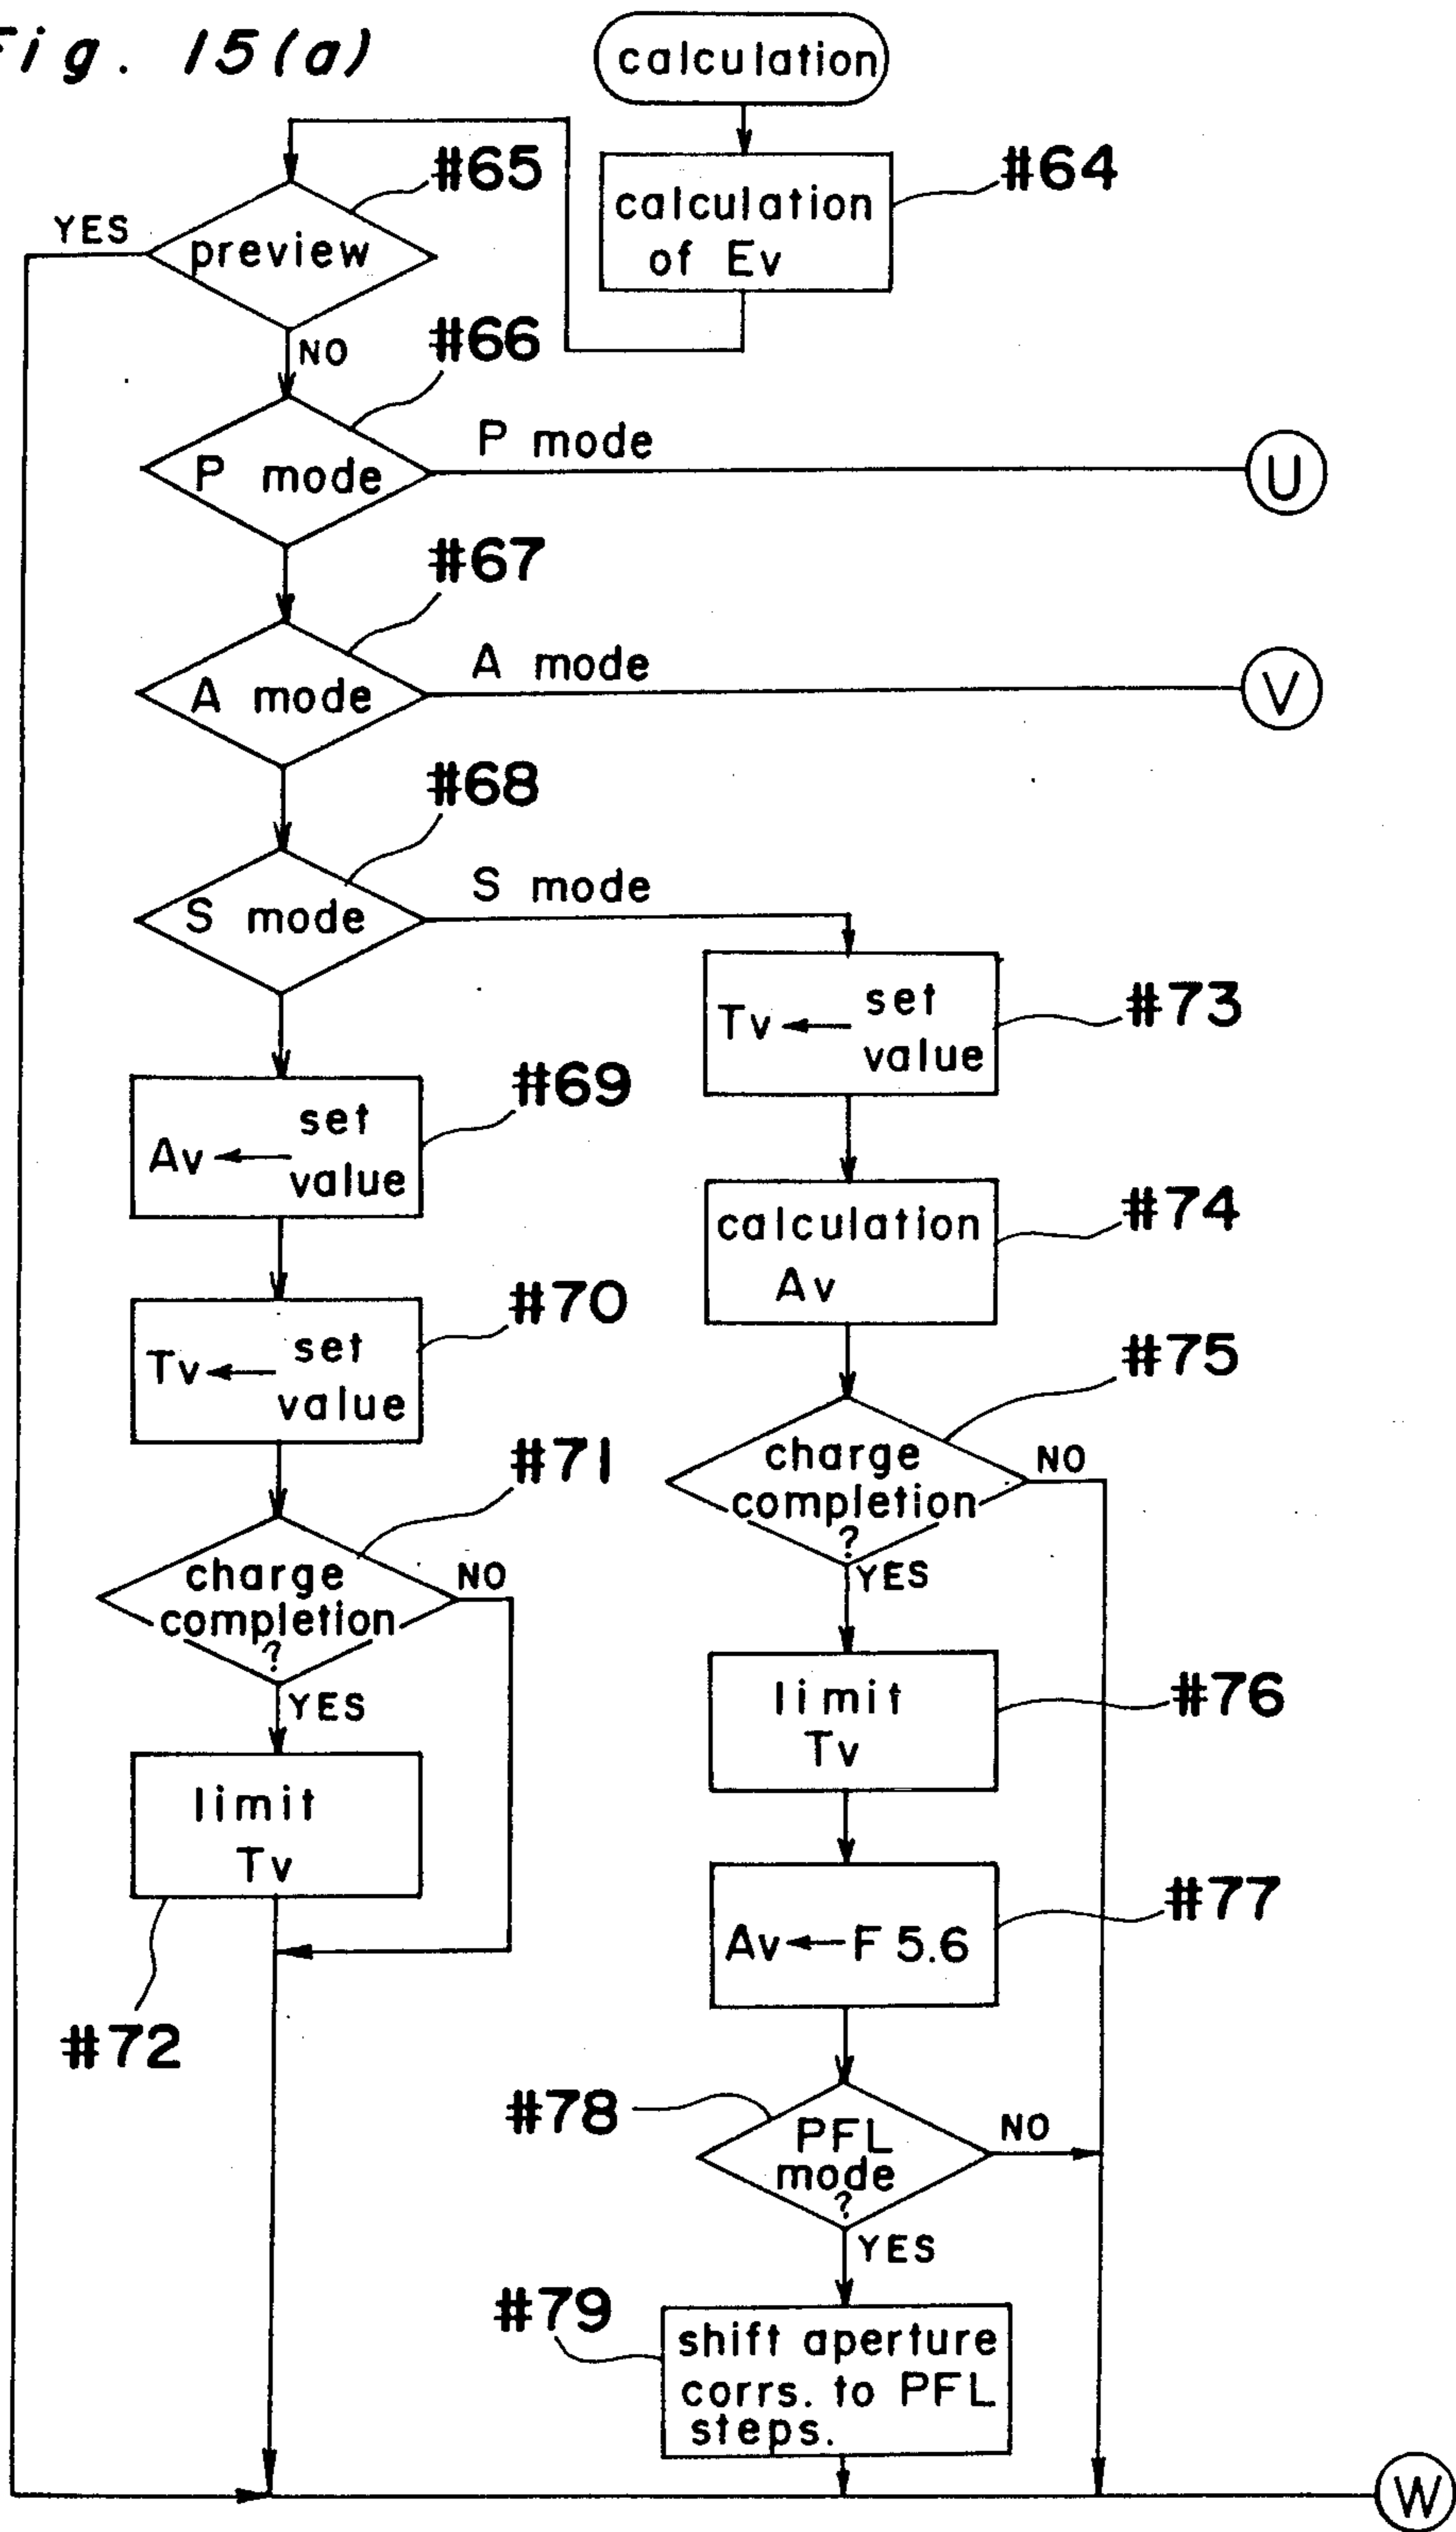 Fig. 15(a)
calculation
#64
calculation
of Ev
#65
YES
preview
NO
#66
P mode
P mode
U
#67
A mode
A mode
V
#68
S mode
S mode
#69
set
Av
value
#70
set
Tv
value
#71
charge
completion
?
NO
YES
limit
Tv
#72
#73
set
Tv
value
#74
calculation
Av
#75
charge
completion
?
NO
YES
#76
limit
Tv
#77
Av ← F 5.6
#78
PFL
mode
?
NO
YES
#79
shift aperture
corrs. to PFL
steps.
W